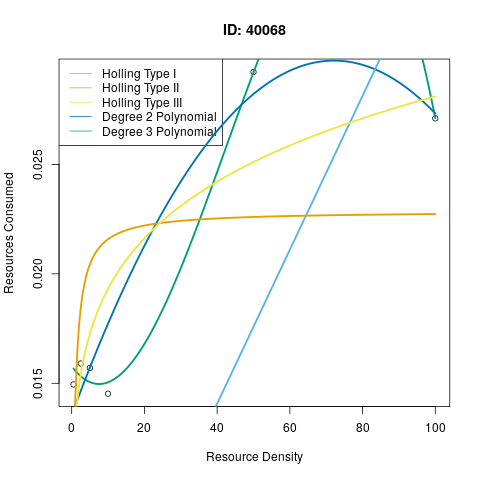 ID: 40068
Holling Type I
Holling Type II
Holling Type III
Degree 2 Polynomial
Degree 3 Polynomial
Resources Consumed
0.025
0.020
0.015
0 20 40 60 80 100
Resource Density